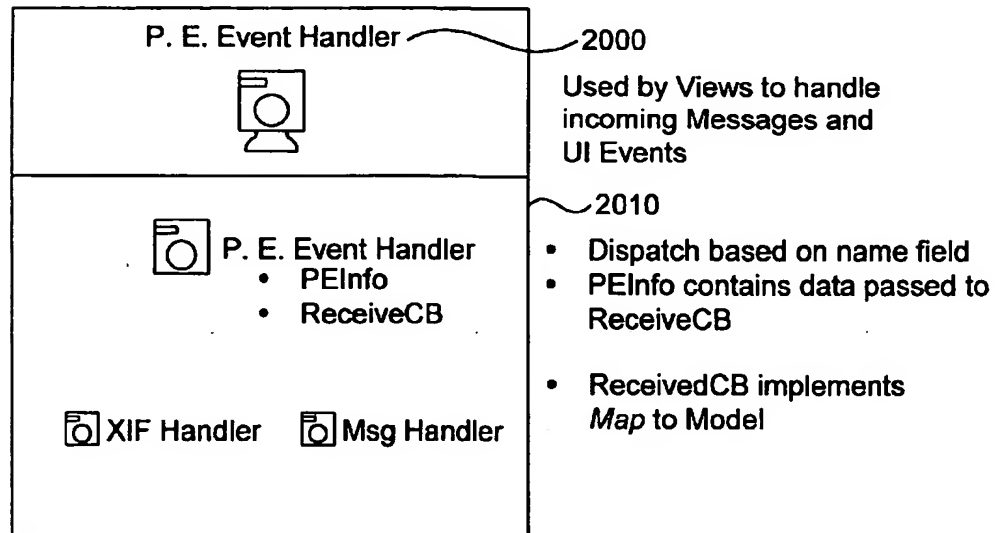 P. E. Event Handler 2000
Used by Views to handle
incoming Messages and
UI Events
2010
P. E. Event Handler
• PEInfo
• ReceiveCB
• Dispatch based on name field
• PEInfo contains data passed to
ReceiveCB
• ReceivedCB implements
Map to Model
XIF Handler Msg Handler